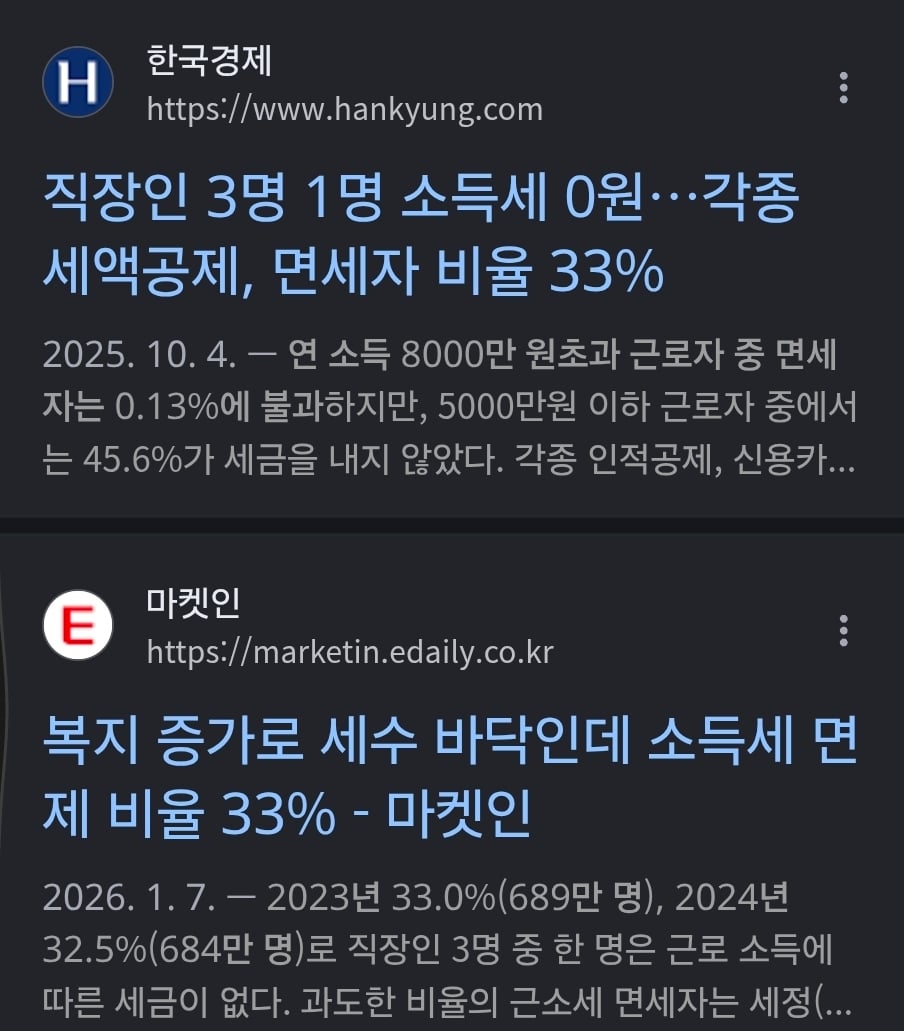 H
한국경제
https://www.hankyung.com
직장인 3명 1명 소득세 0원…각종
세액공제, 면세자 비율 33%
2025. 10. 4. — 연 소득 8000만 원초과 근로자 중 면세
자는 0.13%에 불과하지만, 5000만원 이하 근로자 중에서
는 45.6%가 세금을 내지 않았다. 각종 인적공제, 신용카...
E
마켓인
https://marketin.edaily.co.kr
복지 증가로 세수 바닥인데 소득세 면
제 비율 33% - 마켓인
2026. 1. 7. — 2023년 33.0%(689만 명), 2024년
32.5%(684만 명)로 직장인 3명 중 한 명은 근로 소득에
따른 세금이 없다. 과도한 비율의 근소세 면세자는 세정(...